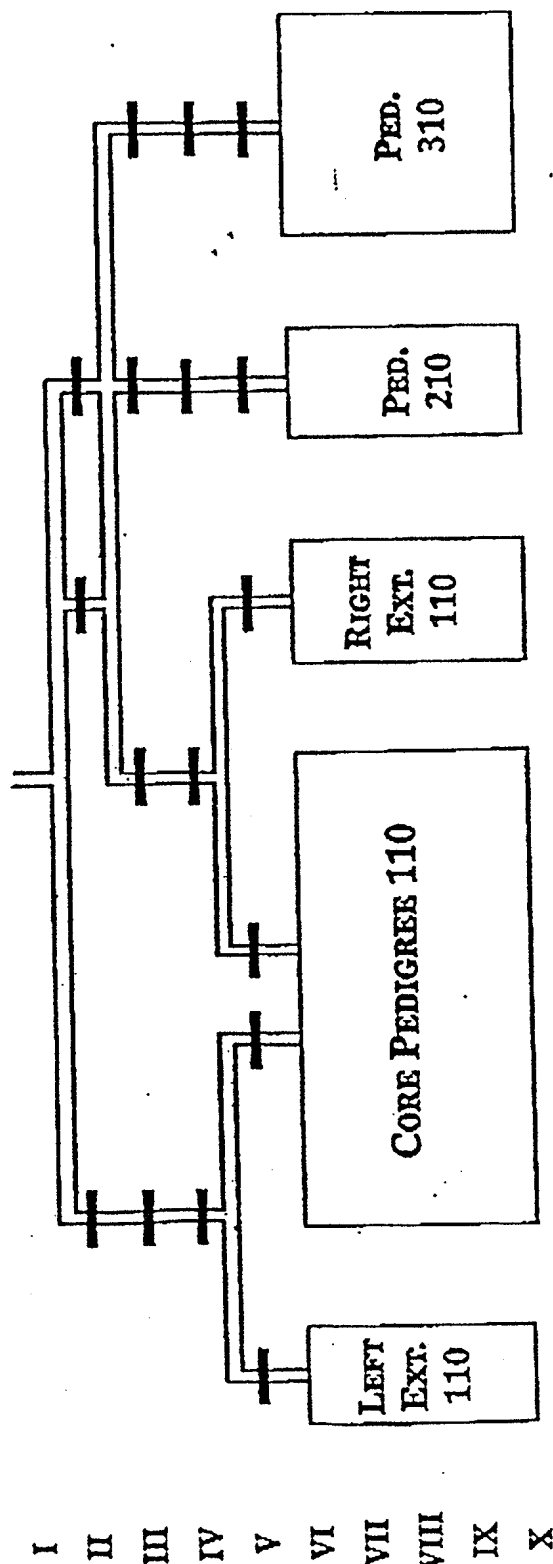 I
II
III
IV
V
VI
VII
VIII
IX
X
LEFT
EXT.
110
CORE PEDIGREE 110
RIGHT
EXT.
110
PED.
210
PED.
310